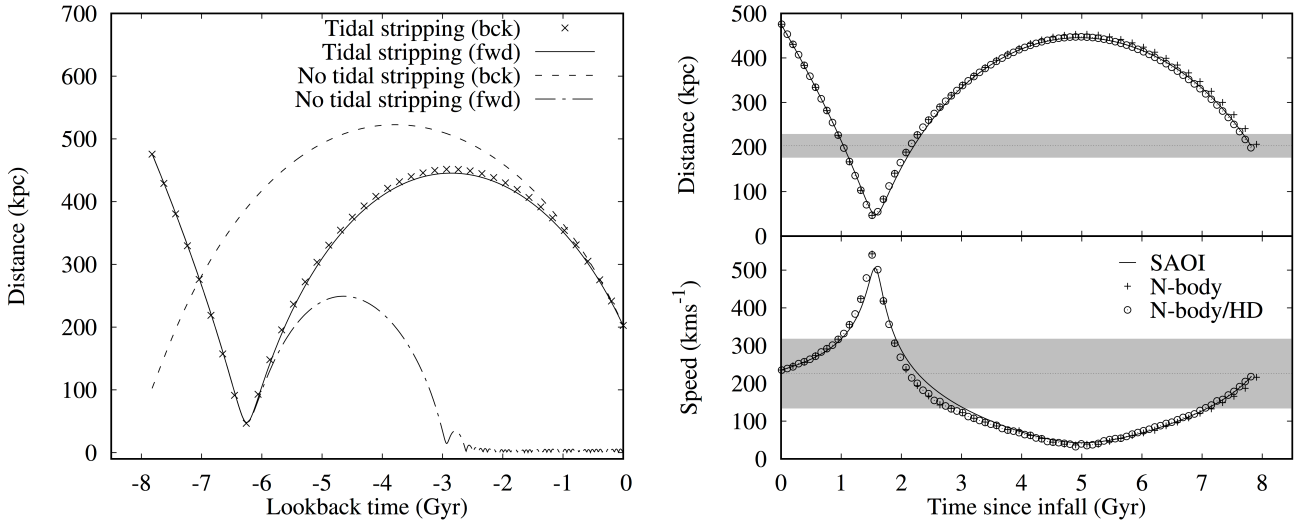 700
600
500
400
300
200
100
0
Distance (kpc)
Tidal stripping (bck)
Tidal stripping (fwd)
No tidal stripping (bck)
No tidal stripping (fwd)
-8 -7 -6 -5 -4 -3 -2 -1 0
Lookback time (Gyr)
500
400
300
200
100
0
Distance (kpc)
500
400
300
200
100
0
Speed (kms⁻¹)
SAOI
N-body
N-body/HD
0 1 2 3 4 5 6 7 8
Time since infall (Gyr)